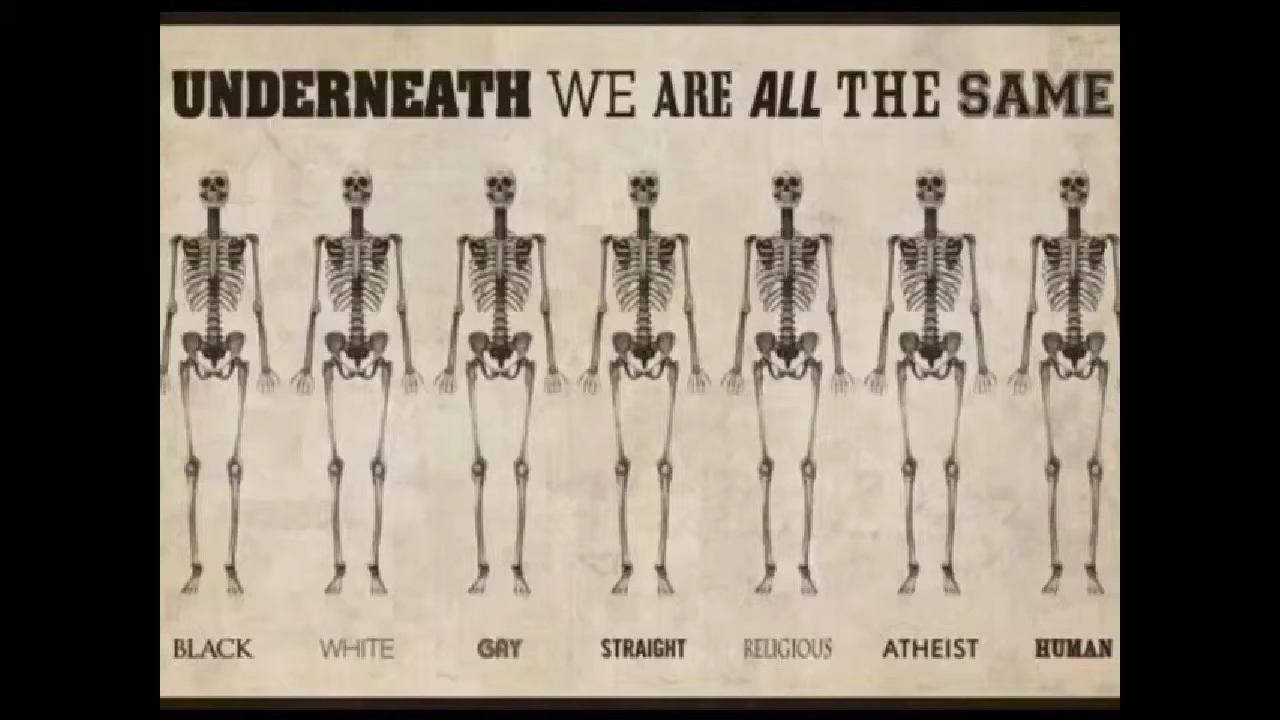 UNDERNEATH WE ARE ALL THE SAME
BLACK WHITE GAY STRAIGHT RELIGIOUS ATHEIST HUMAN